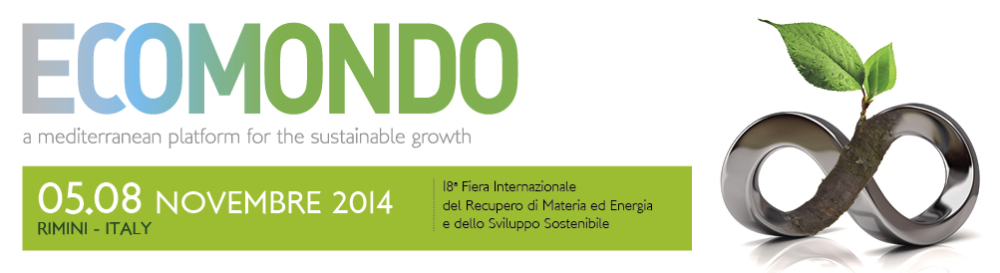 ECOMONDO
a mediterranean platform for the sustainable growth
05.08 NOVEMBRE 2014
RIMINI - ITALY
18ª Fiera Internazionale
del Recupero di Materia ed Energia
e dello Sviluppo Sostenibile